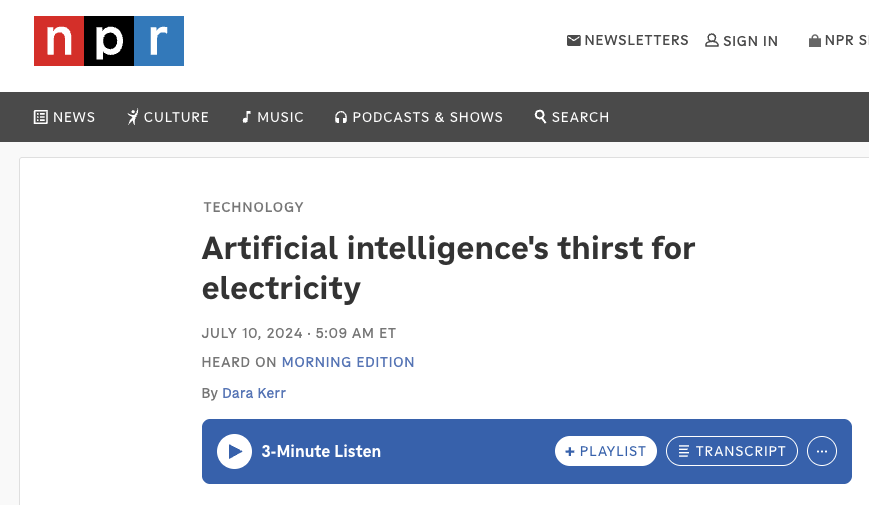 npr
NEWSLETTERS SIGN IN NPR S
NEWS CULTURE MUSIC PODCASTS & SHOWS SEARCH
TECHNOLOGY
Artificial intelligence's thirst for
electricity
JULY 10, 2024 · 5:09 AM ET
HEARD ON MORNING EDITION
By Dara Kerr
3-Minute Listen + PLAYLIST TRANSCRIPT ...